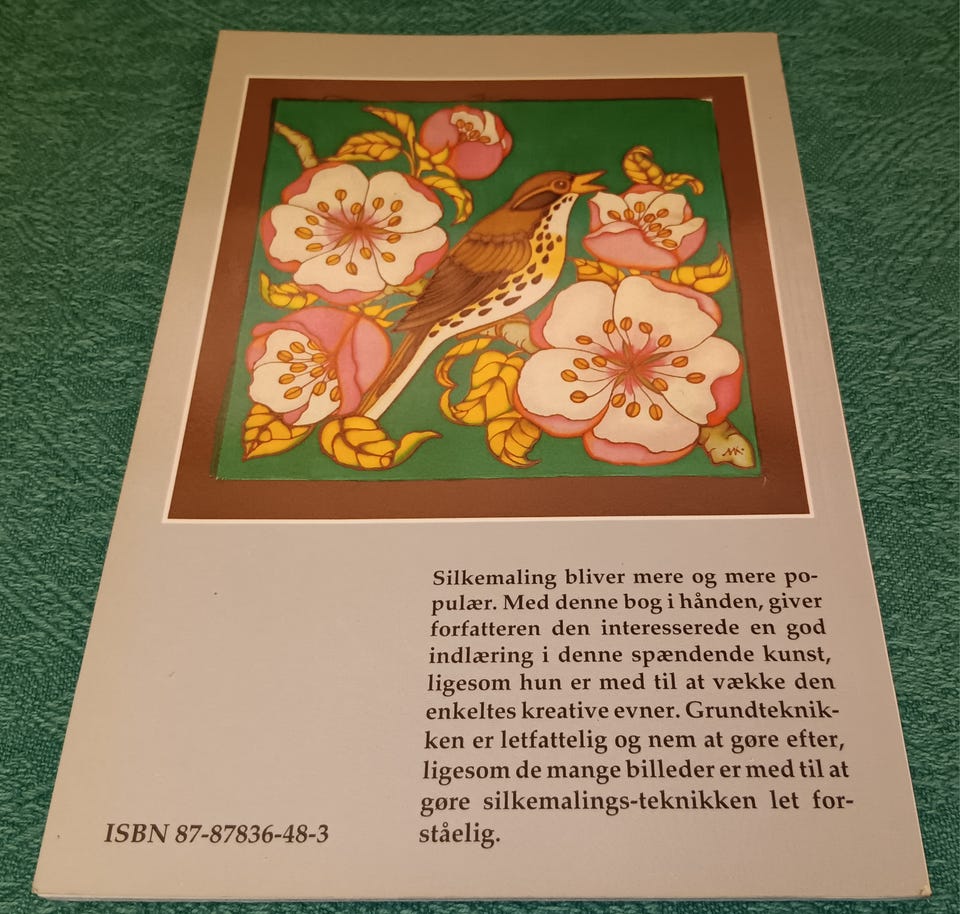 MK.
Silkemaling bliver mere og mere po-
pulær. Med denne bog i hånden, giver
forfatteren den interesserede en god
indlæring i denne spændende kunst,
ligesom hun er med til at vække den
enkeltes kreative evner. Grundteknik-
ken er letfattelig og nem at gøre efter,
ligesom de mange billeder er med til at
gøre silkemalings-teknikken let for-
ståelig.
ISBN 87-87836-48-3